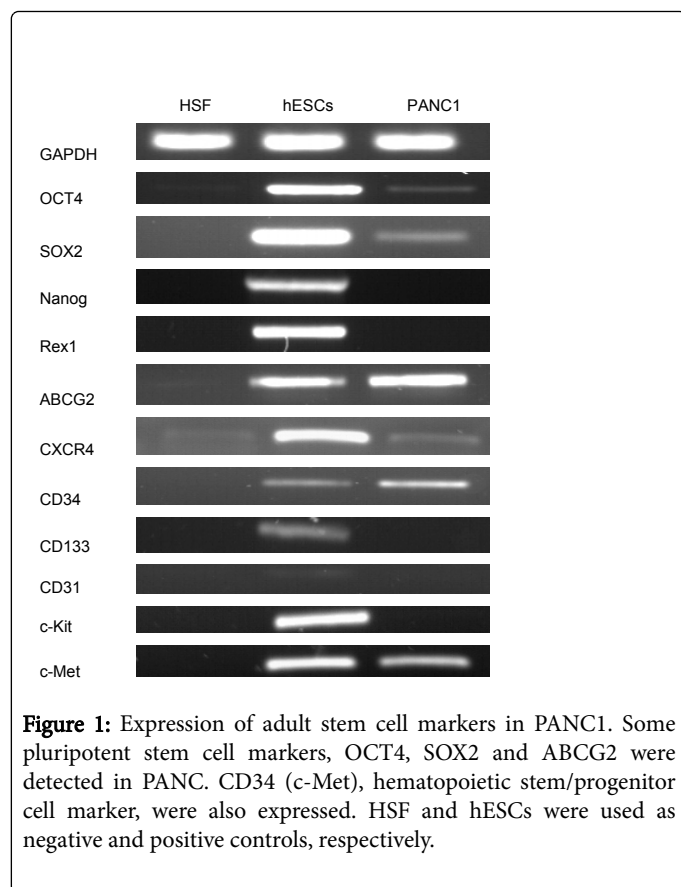 HSF hESCs PANC1
GAPDH
OCT4
SOX2
Nanog
Rex1
ABCG2
CXCR4
CD34
CD133
CD31
c-Kit
c-Met
Figure 1: Expression of adult stem cell markers in PANC1. Some
pluripotent stem cell markers, OCT4, SOX2 and ABCG2 were
detected in PANC. CD34 (c-Met), hematopoietic stem/progenitor
cell marker, were also expressed. HSF and hESCs were used as
negative and positive controls, respectively.